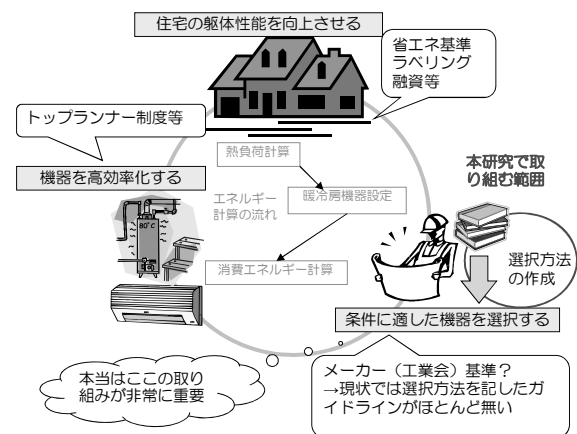 住宅の躯体性能を向上させる
省エネ基準
ラベリング
融資等
トップランナー制度等
機器を高効率化する
熱負荷計算
エネルギー
計算の流れ
暖冷房機器設定
消費エネルギー計算
本研究で取
り組む範囲
80°C
選択方法
の作成
条件に適した機器を選択する
本当はここの取り
組みが非常に重要
メーカー（工業会）基準？
→現状では選択方法を記したガ
イドラインがほとんど無い